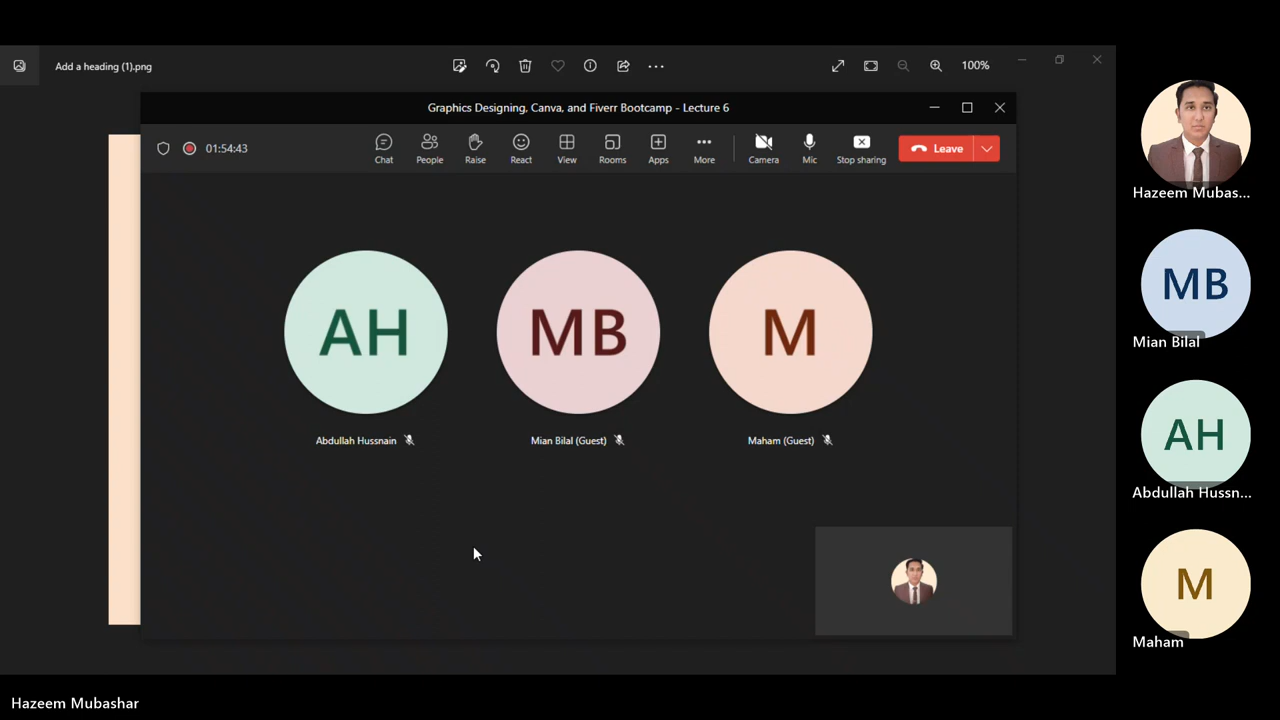 Add a heading (1).png
100%
Graphics Designing, Canva, and Fiverr Bootcamp - Lecture 6
01:54:43
Chat
People
Raise
React
View
Rooms
Apps
More
Camera
Mic
Stop sharing
Leave
AH
MB
M
Abdullah Hussnain
Mian Bilal (Guest)
Maham (Guest)
Hazeem Mubas...
MB
Mian Bilal
AH
Abdullah Hussn...
M
Maham
Hazeem Mubashar